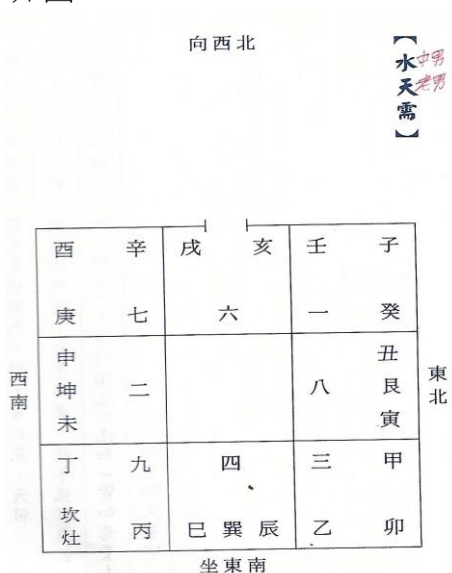 如图
向西北
【水天需】
中男
老男
酉 辛 戌 亥 壬 子
庚 七 六 一 癸
西南
申 坤 未 二 八 丑 艮 寅
東北
丁 九 四 三 甲
坎灶 丙 巳 巽 辰 乙 卯
坐東南